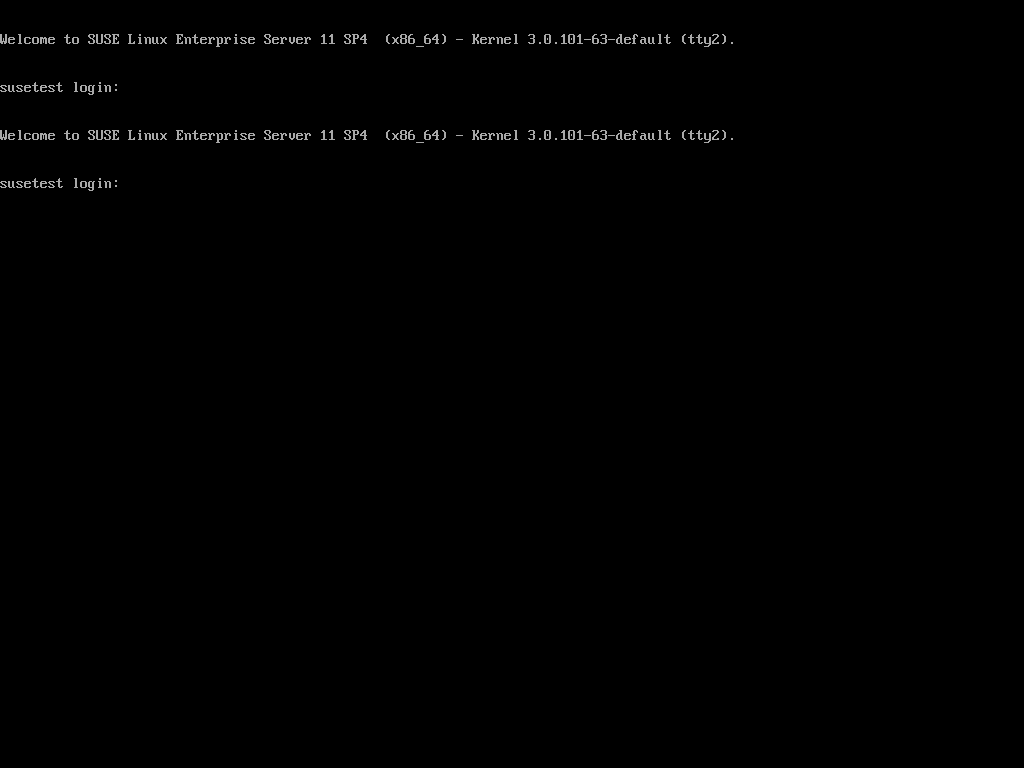 Welcome to SUSE Linux Enterprise Server 11 SP4  (x86_64) - Kernel 3.0.101-63-default (tty2).
susetest login:
Welcome to SUSE Linux Enterprise Server 11 SP4  (x86_64) - Kernel 3.0.101-63-default (tty2).
susetest login: